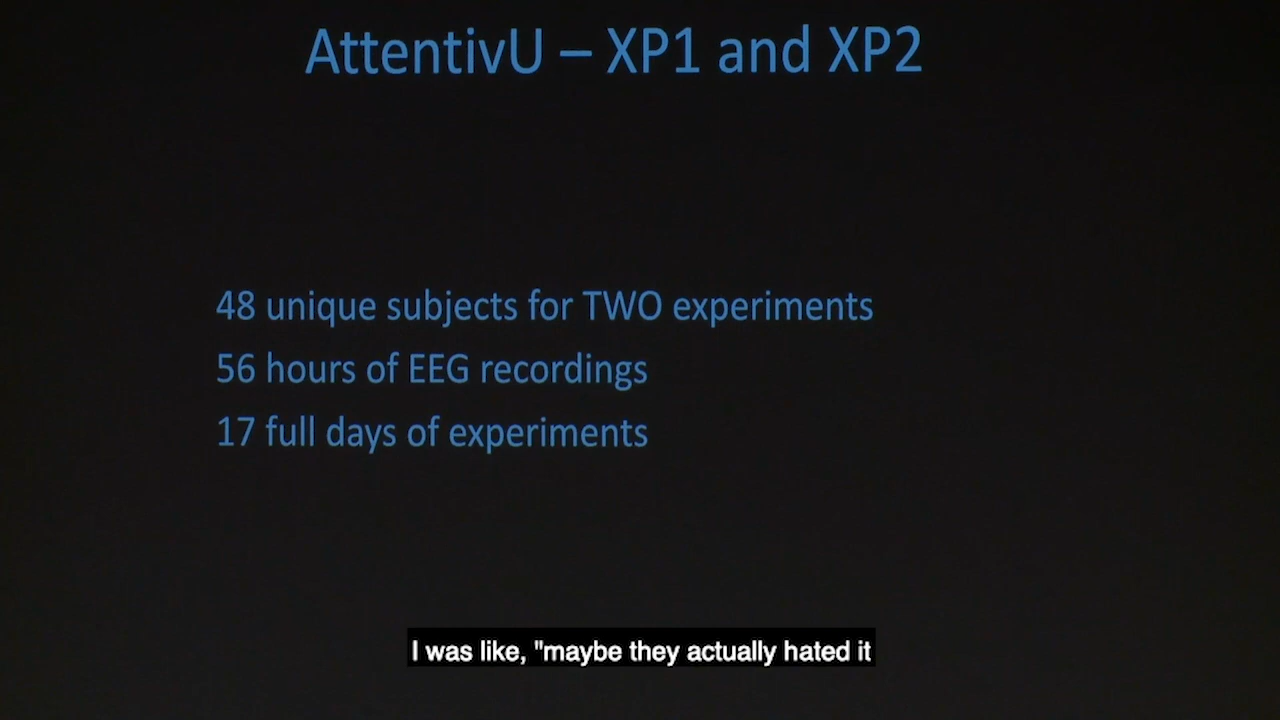 AttentivU – XP1 and XP2
48 unique subjects for TWO experiments
56 hours of EEG recordings
17 full days of experiments
I was like, "maybe they actually hated it